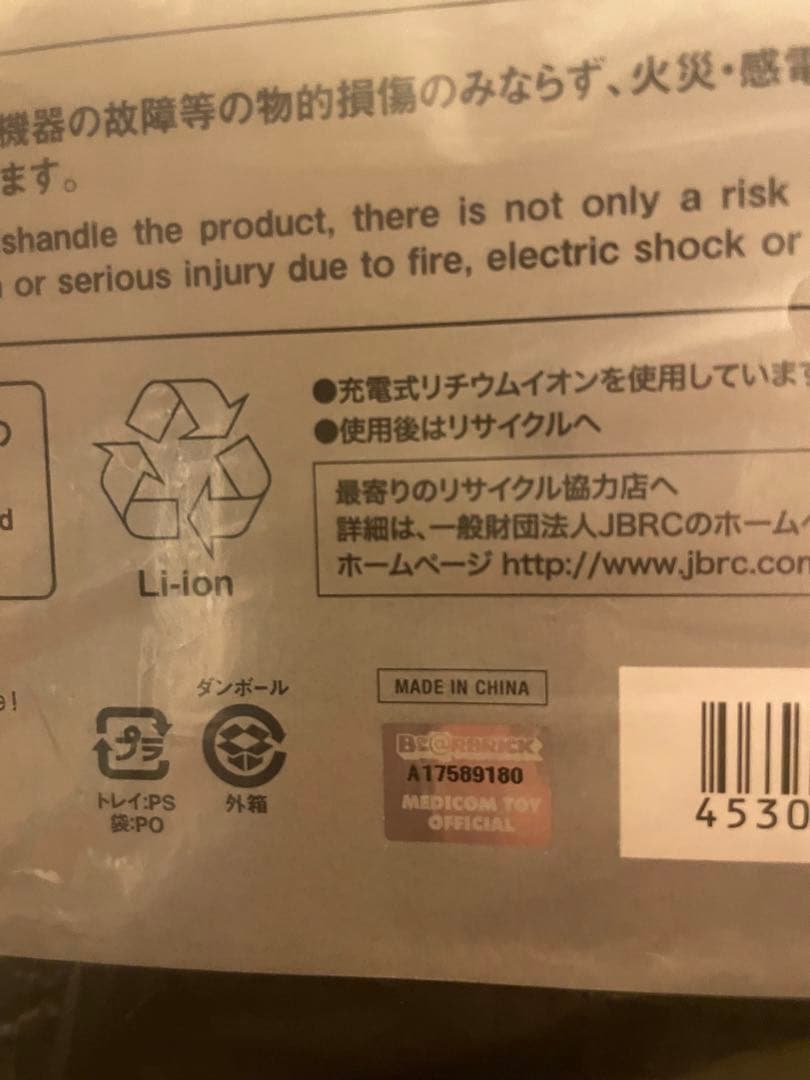 機器の故障等の物的損傷のみならず、火災・感電
ます。
shandle the product, there is not only a risk
or serious injury due to fire, electric shock or
の
d
Li-ion
●充電式リチウムイオンを使用しています
●使用後はリサイクルへ
最寄りのリサイクル協力店へ
詳細は、一般財団法人JBRCのホームペ
ホームページ http://www.jbrc.com
e!
プラ
トレイ:PS
袋:PO
ダンボール
外箱
MADE IN CHINA
BE@RBRICK
A17589180
MEDICOM TOY
OFFICIAL
4530